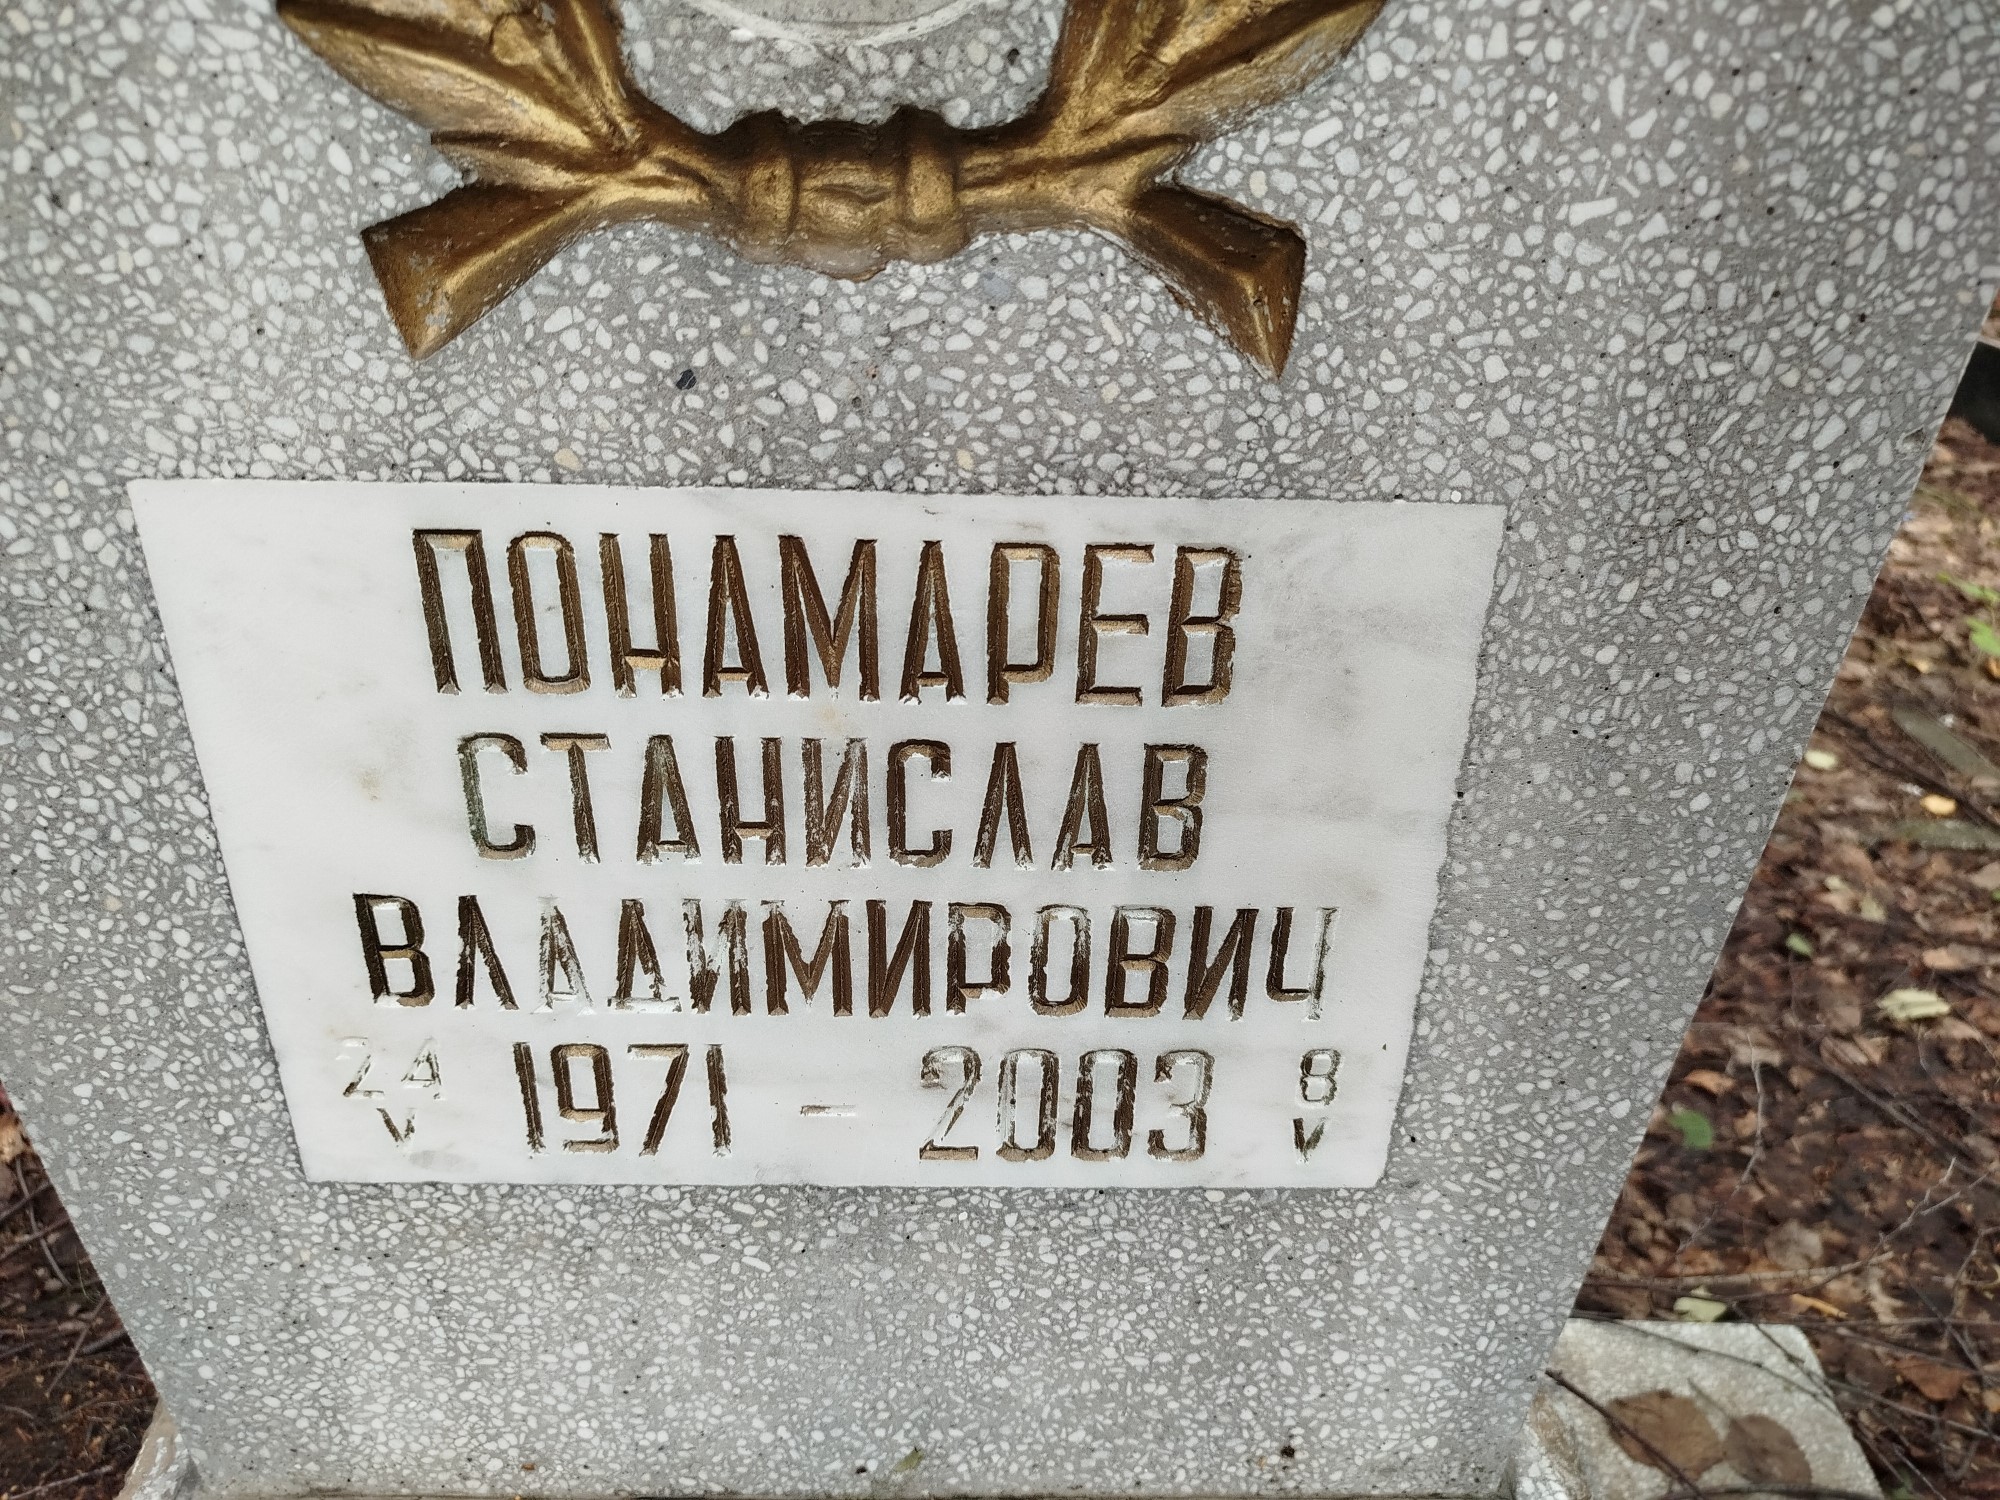 ПОНАМАРЕВ
СТАНИСЛАВ
ВЛАДИМИРОВИЧ
24 V 1971 – 2003 8 V